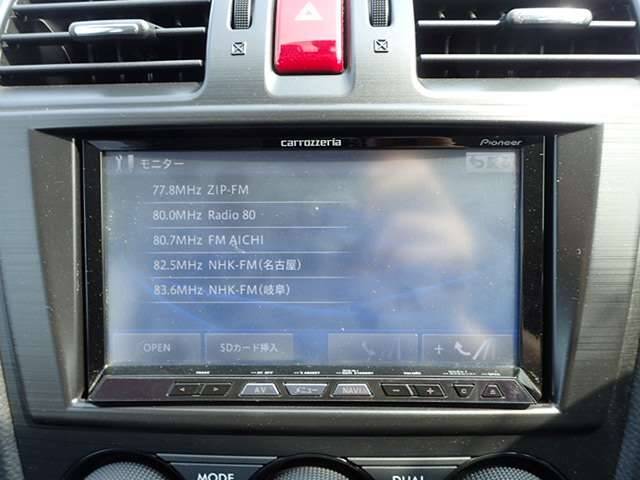 carrozzeria
Pioneer
モニター
77.8MHz ZIP-FM
80.0MHz Radio 80
80.7MHz FM AICHI
82.5MHz NHK-FM(名古屋)
83.6MHz NHK-FM(岐阜)
OPEN
SDカード挿入
AV
メニュー
NAVI
MODE
DUAL